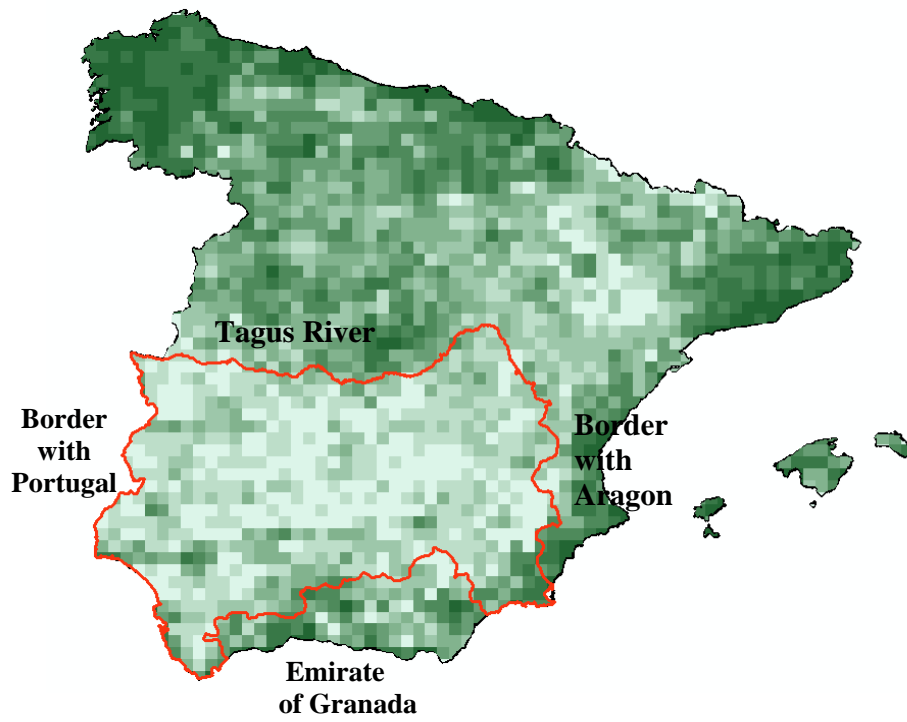 Tagus River
Border
with
Portugal
Border
with
Aragon
Emirate
of Granada